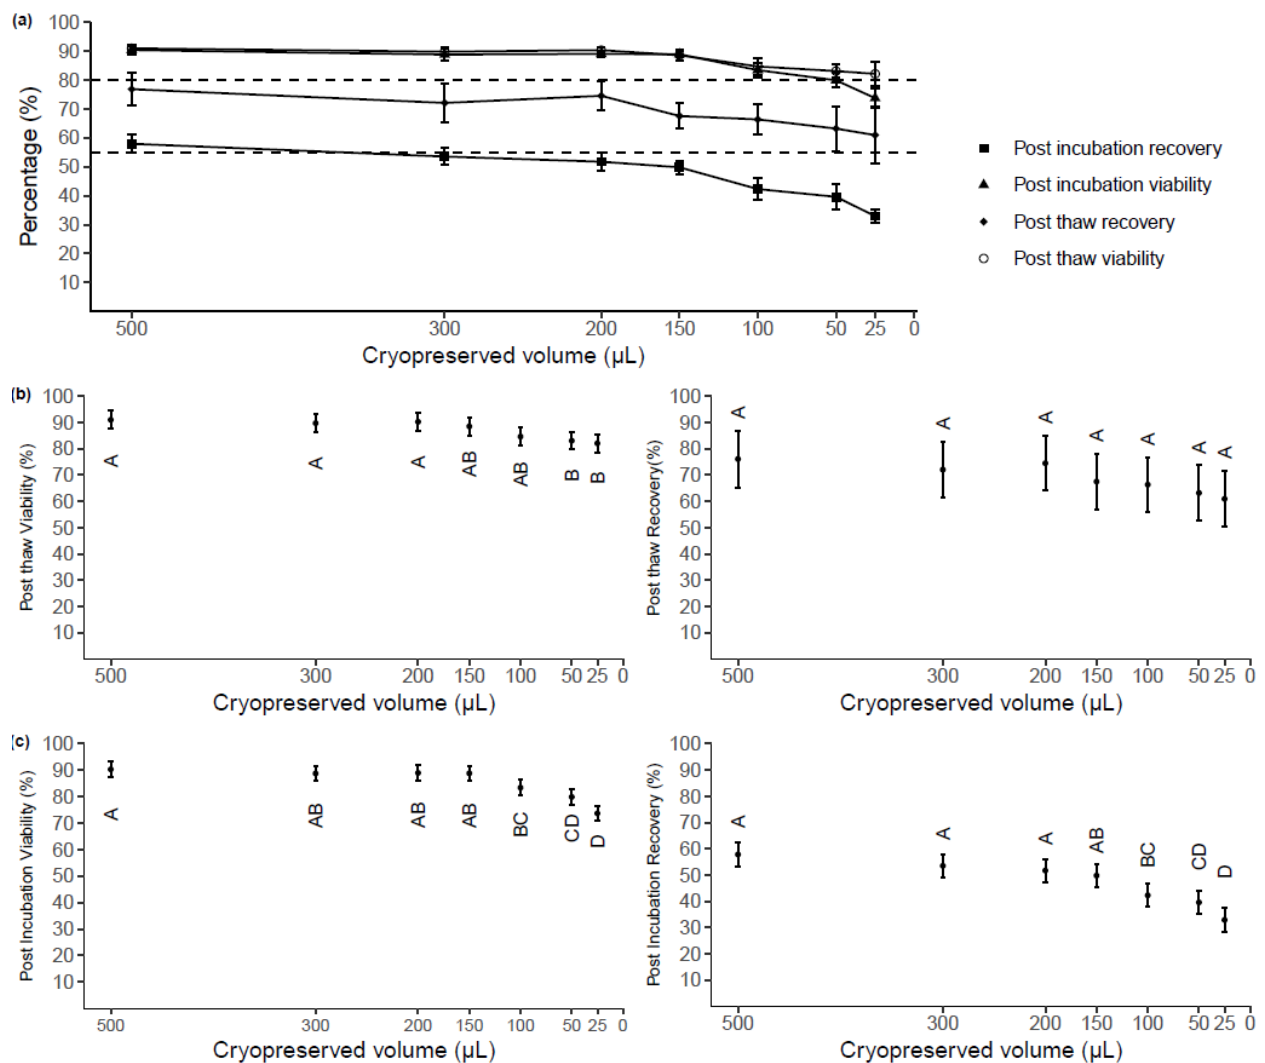 (a)
100
90
80
70
60
50
40
30
20
10
Percentage (%)
500 300 200 150 100 50 25 0
Cryopreserved volume (µL)
Post incubation recovery
Post incubation viability
Post thaw recovery
Post thaw viability
(b)
100
90
80
70
60
50
40
30
20
10
Post thaw Viability (%)
A A A AB AB B B
500 300 200 150 100 50 25 0
Cryopreserved volume (µL)
100
90
80
70
60
50
40
30
20
10
Post thaw Recovery(%)
A A A A A A A
500 300 200 150 100 50 25 0
Cryopreserved volume (µL)
(c)
100
90
80
70
60
50
40
30
20
10
Post Incubation Viability (%)
A AB AB AB BC CD D
500 300 200 150 100 50 25 0
Cryopreserved volume (µL)
100
90
80
70
60
50
40
30
20
10
Post Incubation Recovery (%)
A A A AB BC CD D
500 300 200 150 100 50 25 0
Cryopreserved volume (µL)